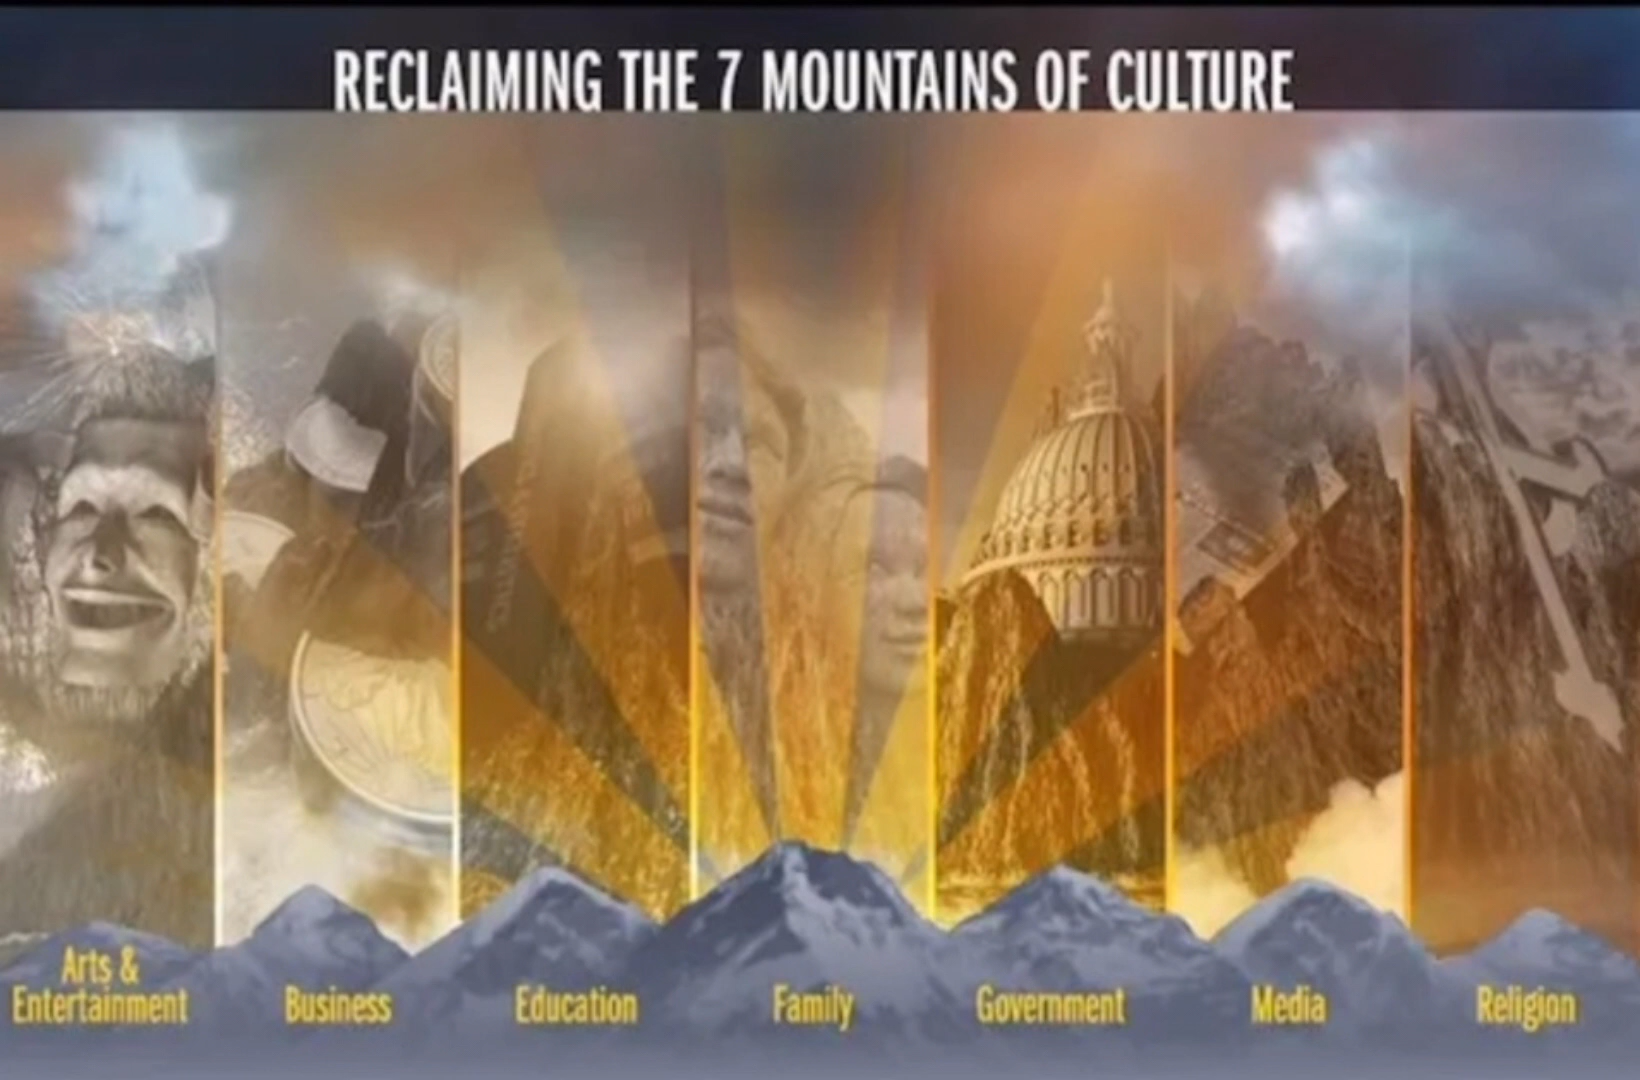 RECLAIMING THE 7 MOUNTAINS OF CULTURE
Arts &
Entertainment
Business
Education
Family
Government
Media
Religion